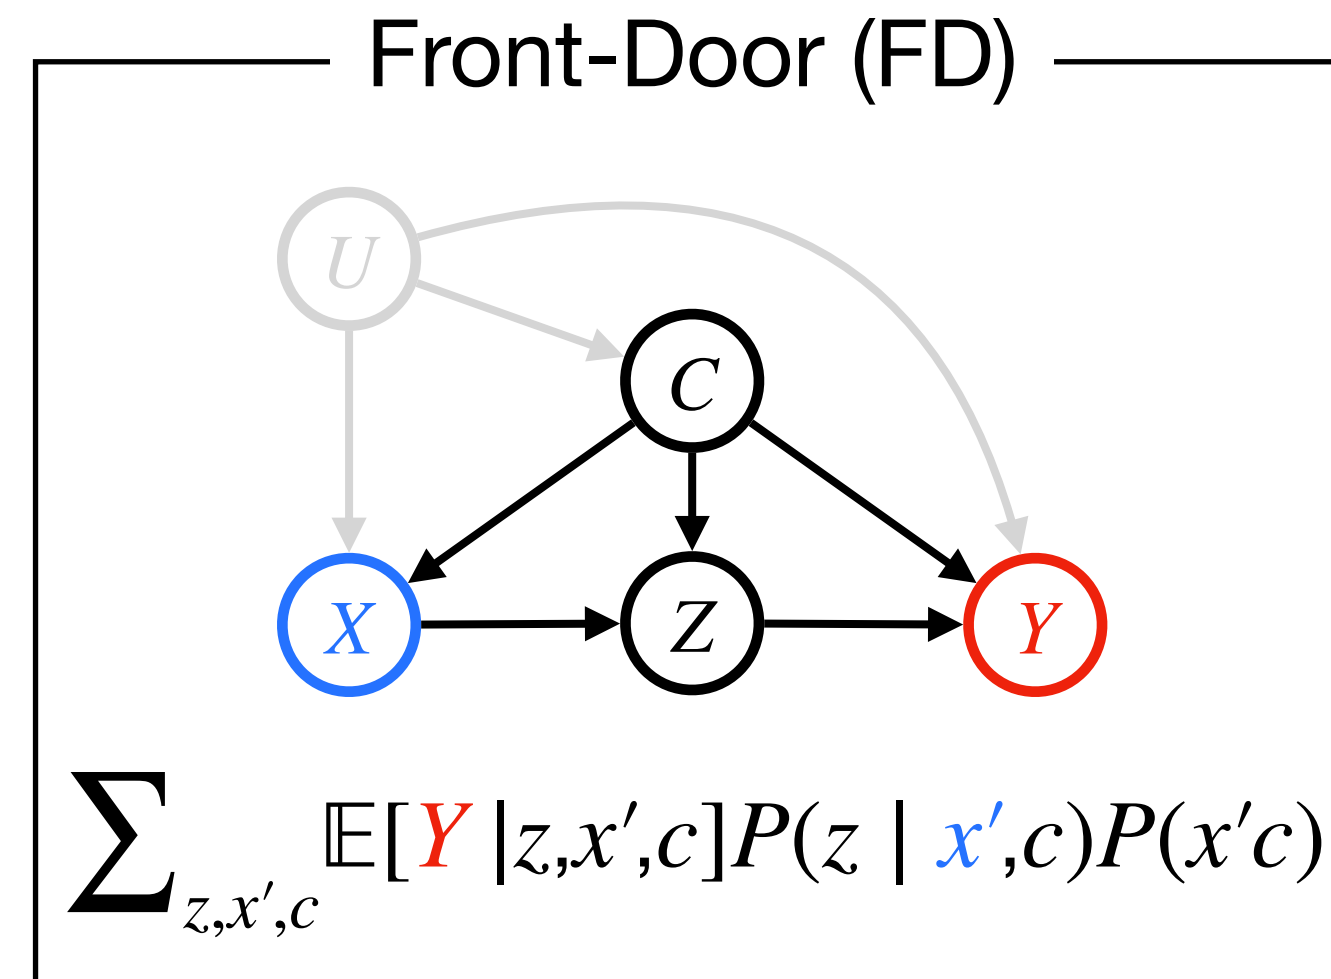 Front-Door (FD)
U
C
X
Z
Y
∑z,x′,c 𝔼[Y |z,x′,c]P(z | x′,c)P(x′c)